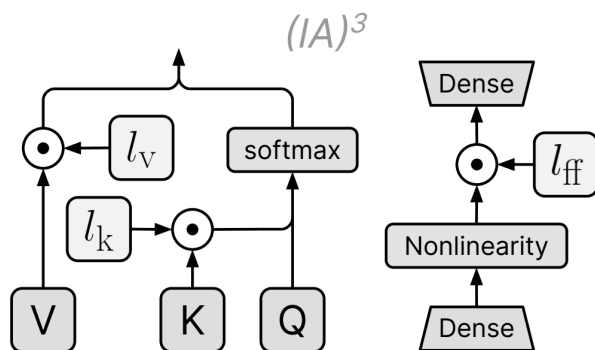 (IA)³
Dense
l_v
softmax
l_ff
l_k
Nonlinearity
V
K
Q
Dense